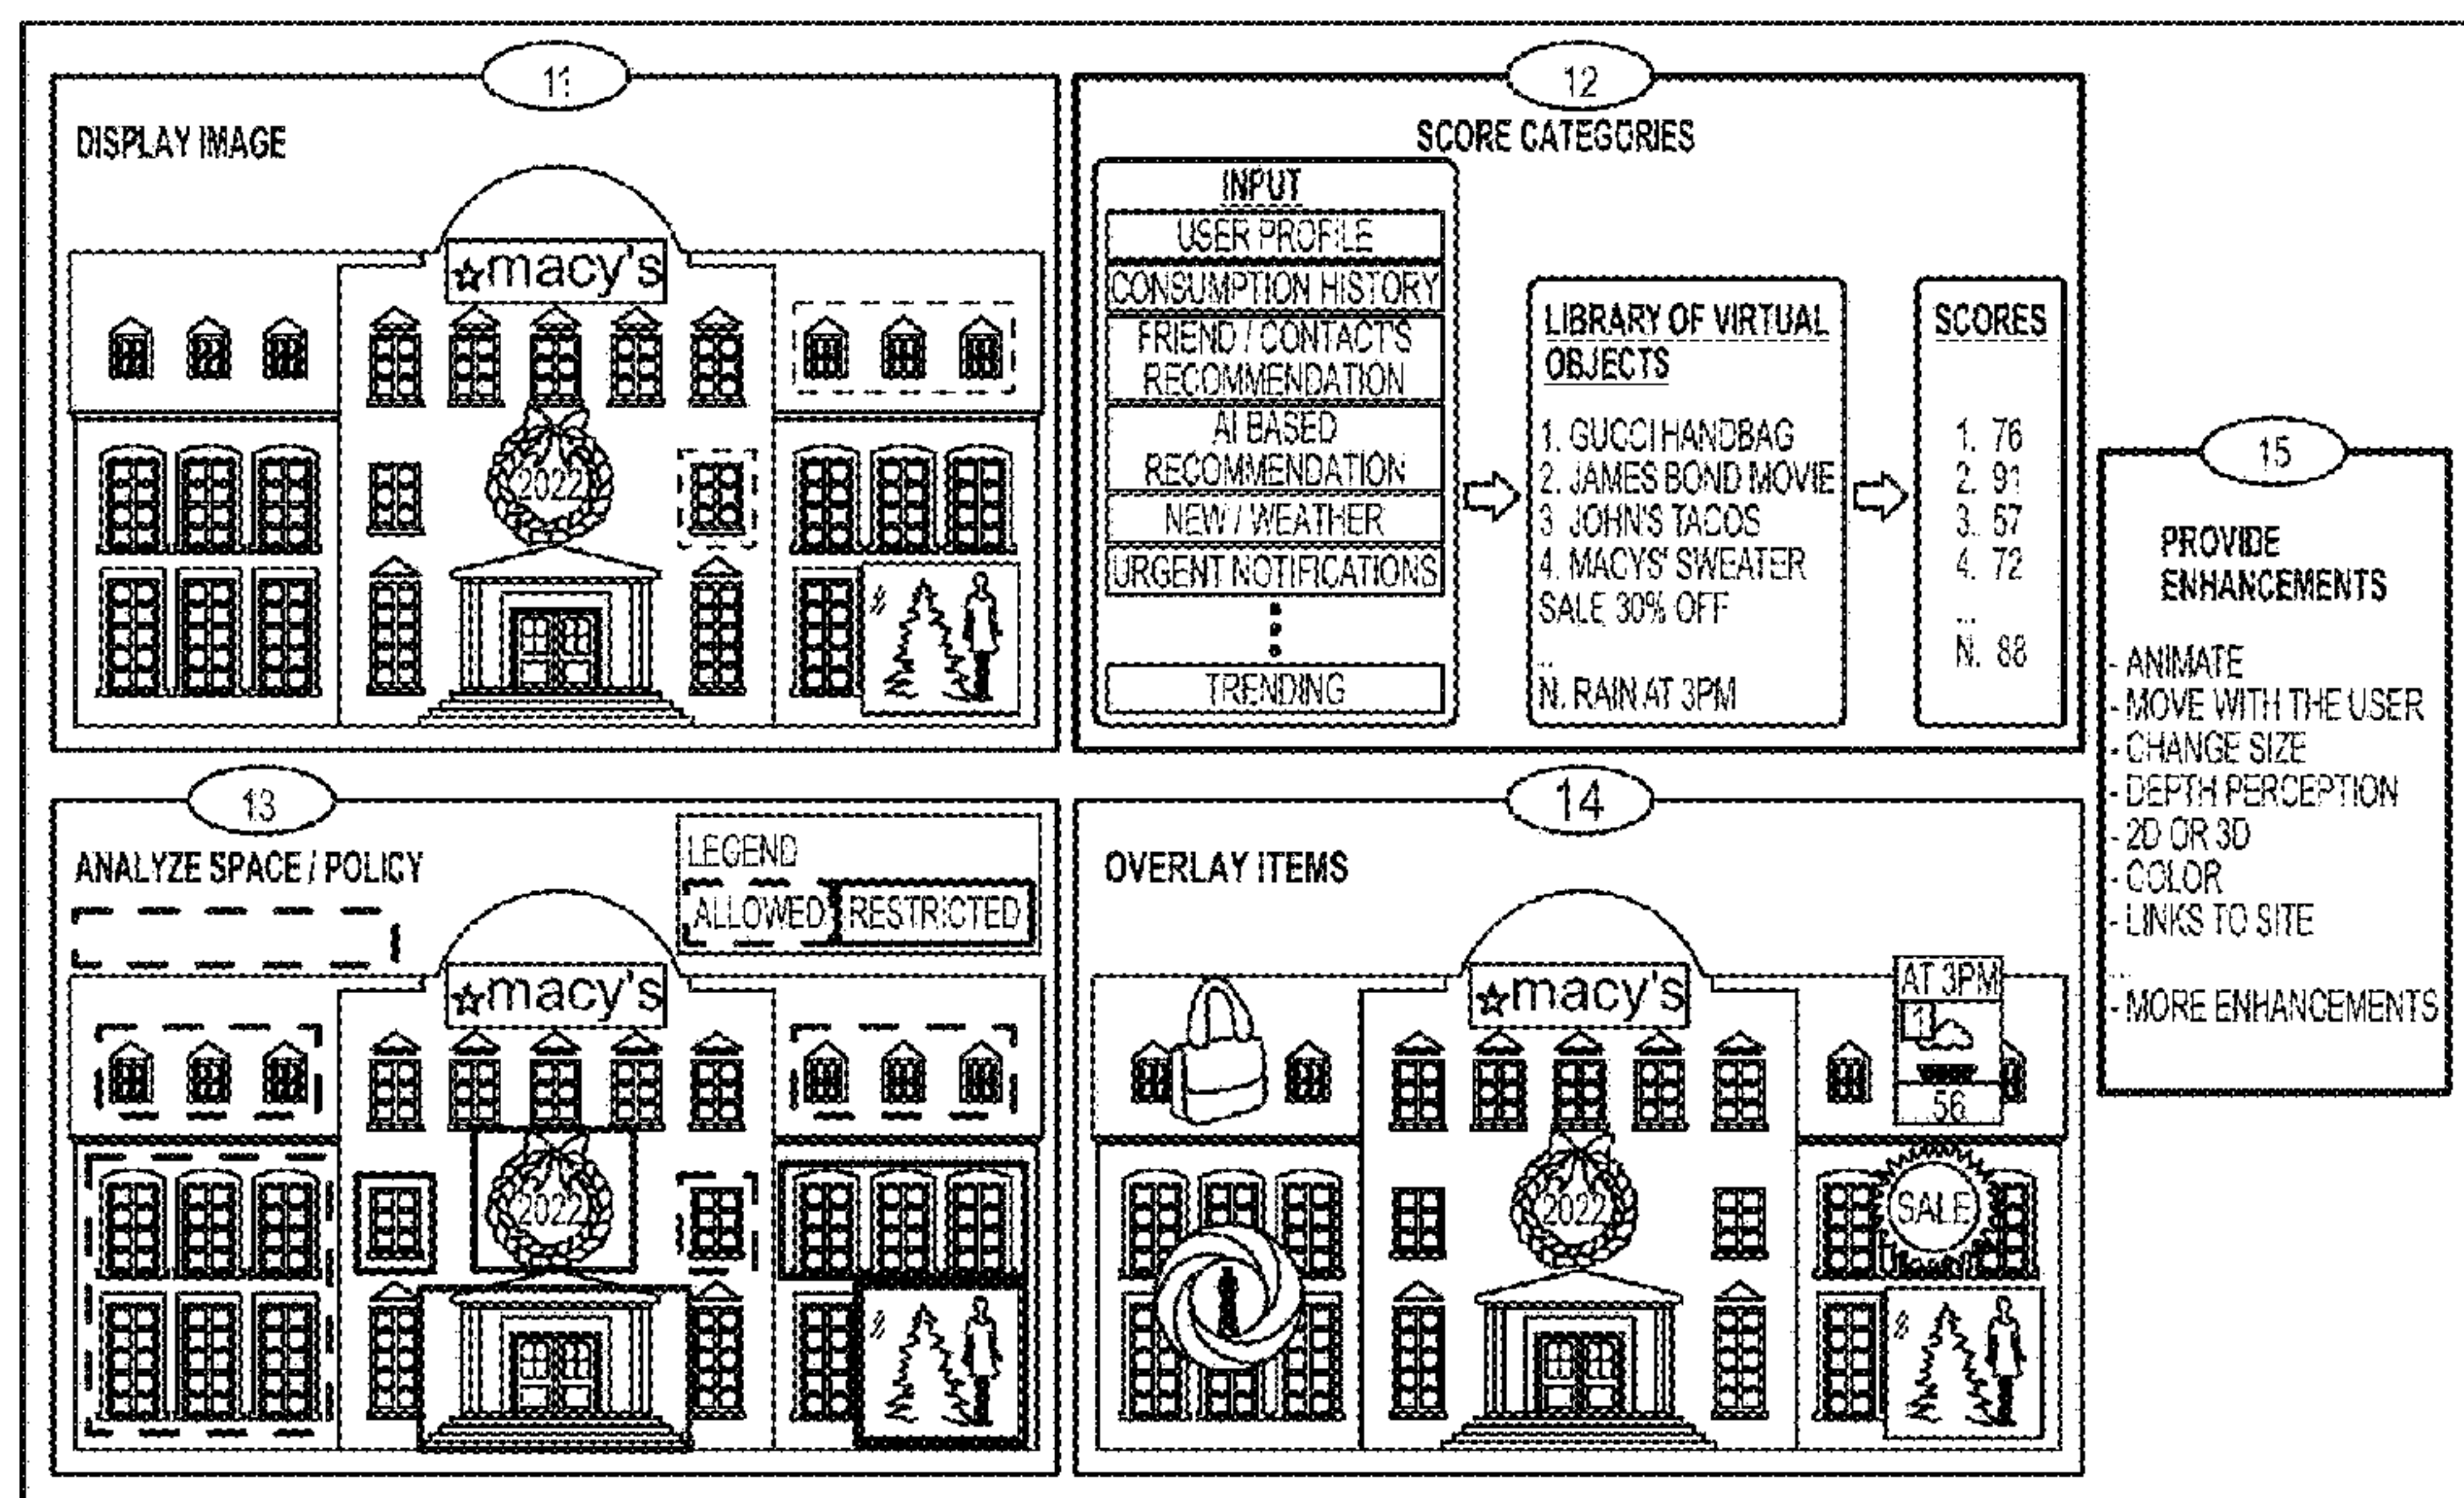 11
DISPLAY IMAGE
macy's
2022
12
SCORE CATEGORIES
INPUT
USER PROFILE
CONSUMPTION HISTORY
FRIEND / CONTACT'S
RECOMMENDATION
AI BASED
RECOMMENDATION
NEW / WEATHER
URGENT NOTIFICATIONS
TRENDING
LIBRARY OF VIRTUAL
OBJECTS
1. GUCCI HANDBAG
2. JAMES BOND MOVIE
3. JOHN'S TACOS
4. MACYS' SWEATER
SALE 30% OFF
...
N. RAIN AT 3PM
SCORES
1. 76
2. 91
3. 57
4. 72
...
N. 88
13
ANALYZE SPACE / POLICY
LEGEND
ALLOWED RESTRICTED
macy's
2022
14
OVERLAY ITEMS
macy's
AT 3PM
56
2022
SALE
15
PROVIDE
ENHANCEMENTS
- ANIMATE
- MOVE WITH THE USER
- CHANGE SIZE
- DEPTH PERCEPTION
- 2D OR 3D
- COLOR
- LINKS TO SITE
...
- MORE ENHANCEMENTS